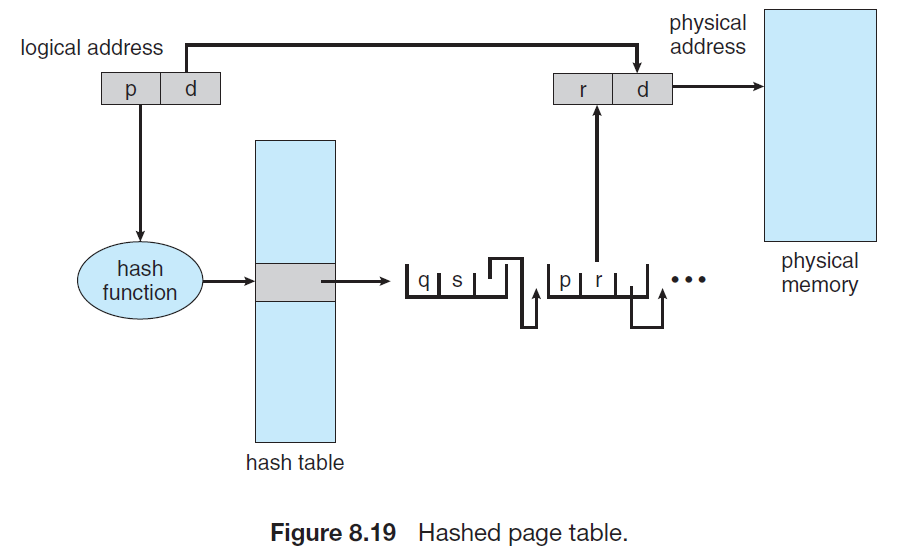 logical address
physical
address
p d
r d
hash
function
q s
p r
•••
physical
memory
hash table
Figure 8.19 Hashed page table.